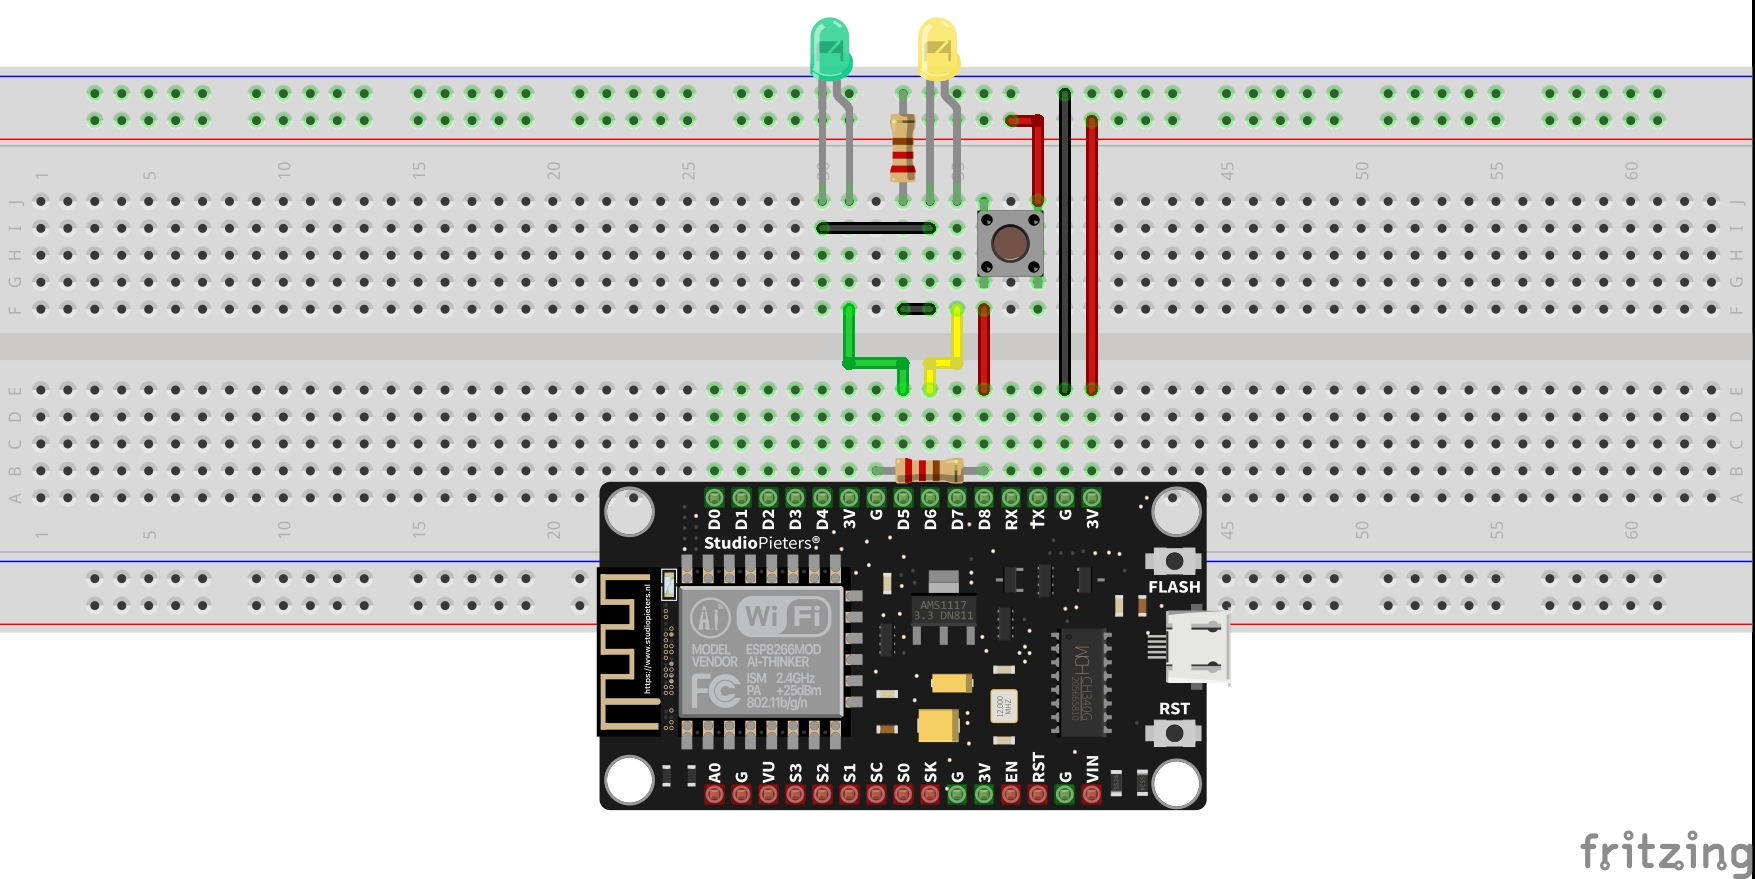 1 5 10 15 20 25 30 35 45 50 55 60
J J
I I
H H
G G
F F
E E
D D
C C
B B
A A
D0 D1 D2 D3 D4 3V G D5 D6 D7 D8 RX TX G 3V
1 5 10 15 20 45 50 55 60
StudioPieters®
FLASH
https://www.studiopieters.nl
Ai WiFi
MODEL ESP8266MOD
VENDOR AI-THINKER
FC ISM 2.4GHz
PA +25dBm
802.11b/g/n
AMS1117
3.3 DN811
WCH CH340G
12.000
MHZ
RST
A0 G VU S3 S2 S1 SC S0 SK G 3V EN RST G VIN
fritzing